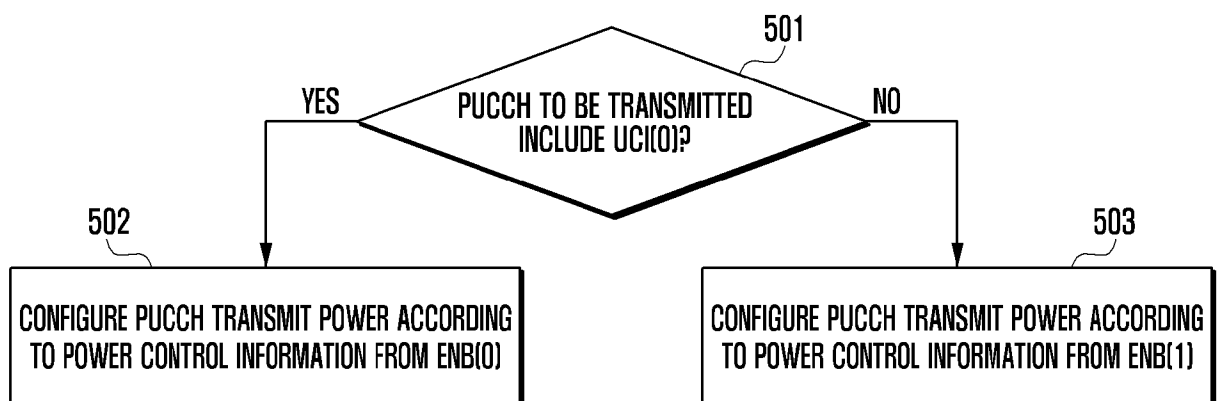 501
YES
PUCCH TO BE TRANSMITTED
INCLUDE UCI(0)?
NO
502
503
CONFIGURE PUCCH TRANSMIT POWER ACCORDING
TO POWER CONTROL INFORMATION FROM ENB(0)
CONFIGURE PUCCH TRANSMIT POWER ACCORDING
TO POWER CONTROL INFORMATION FROM ENB(1)